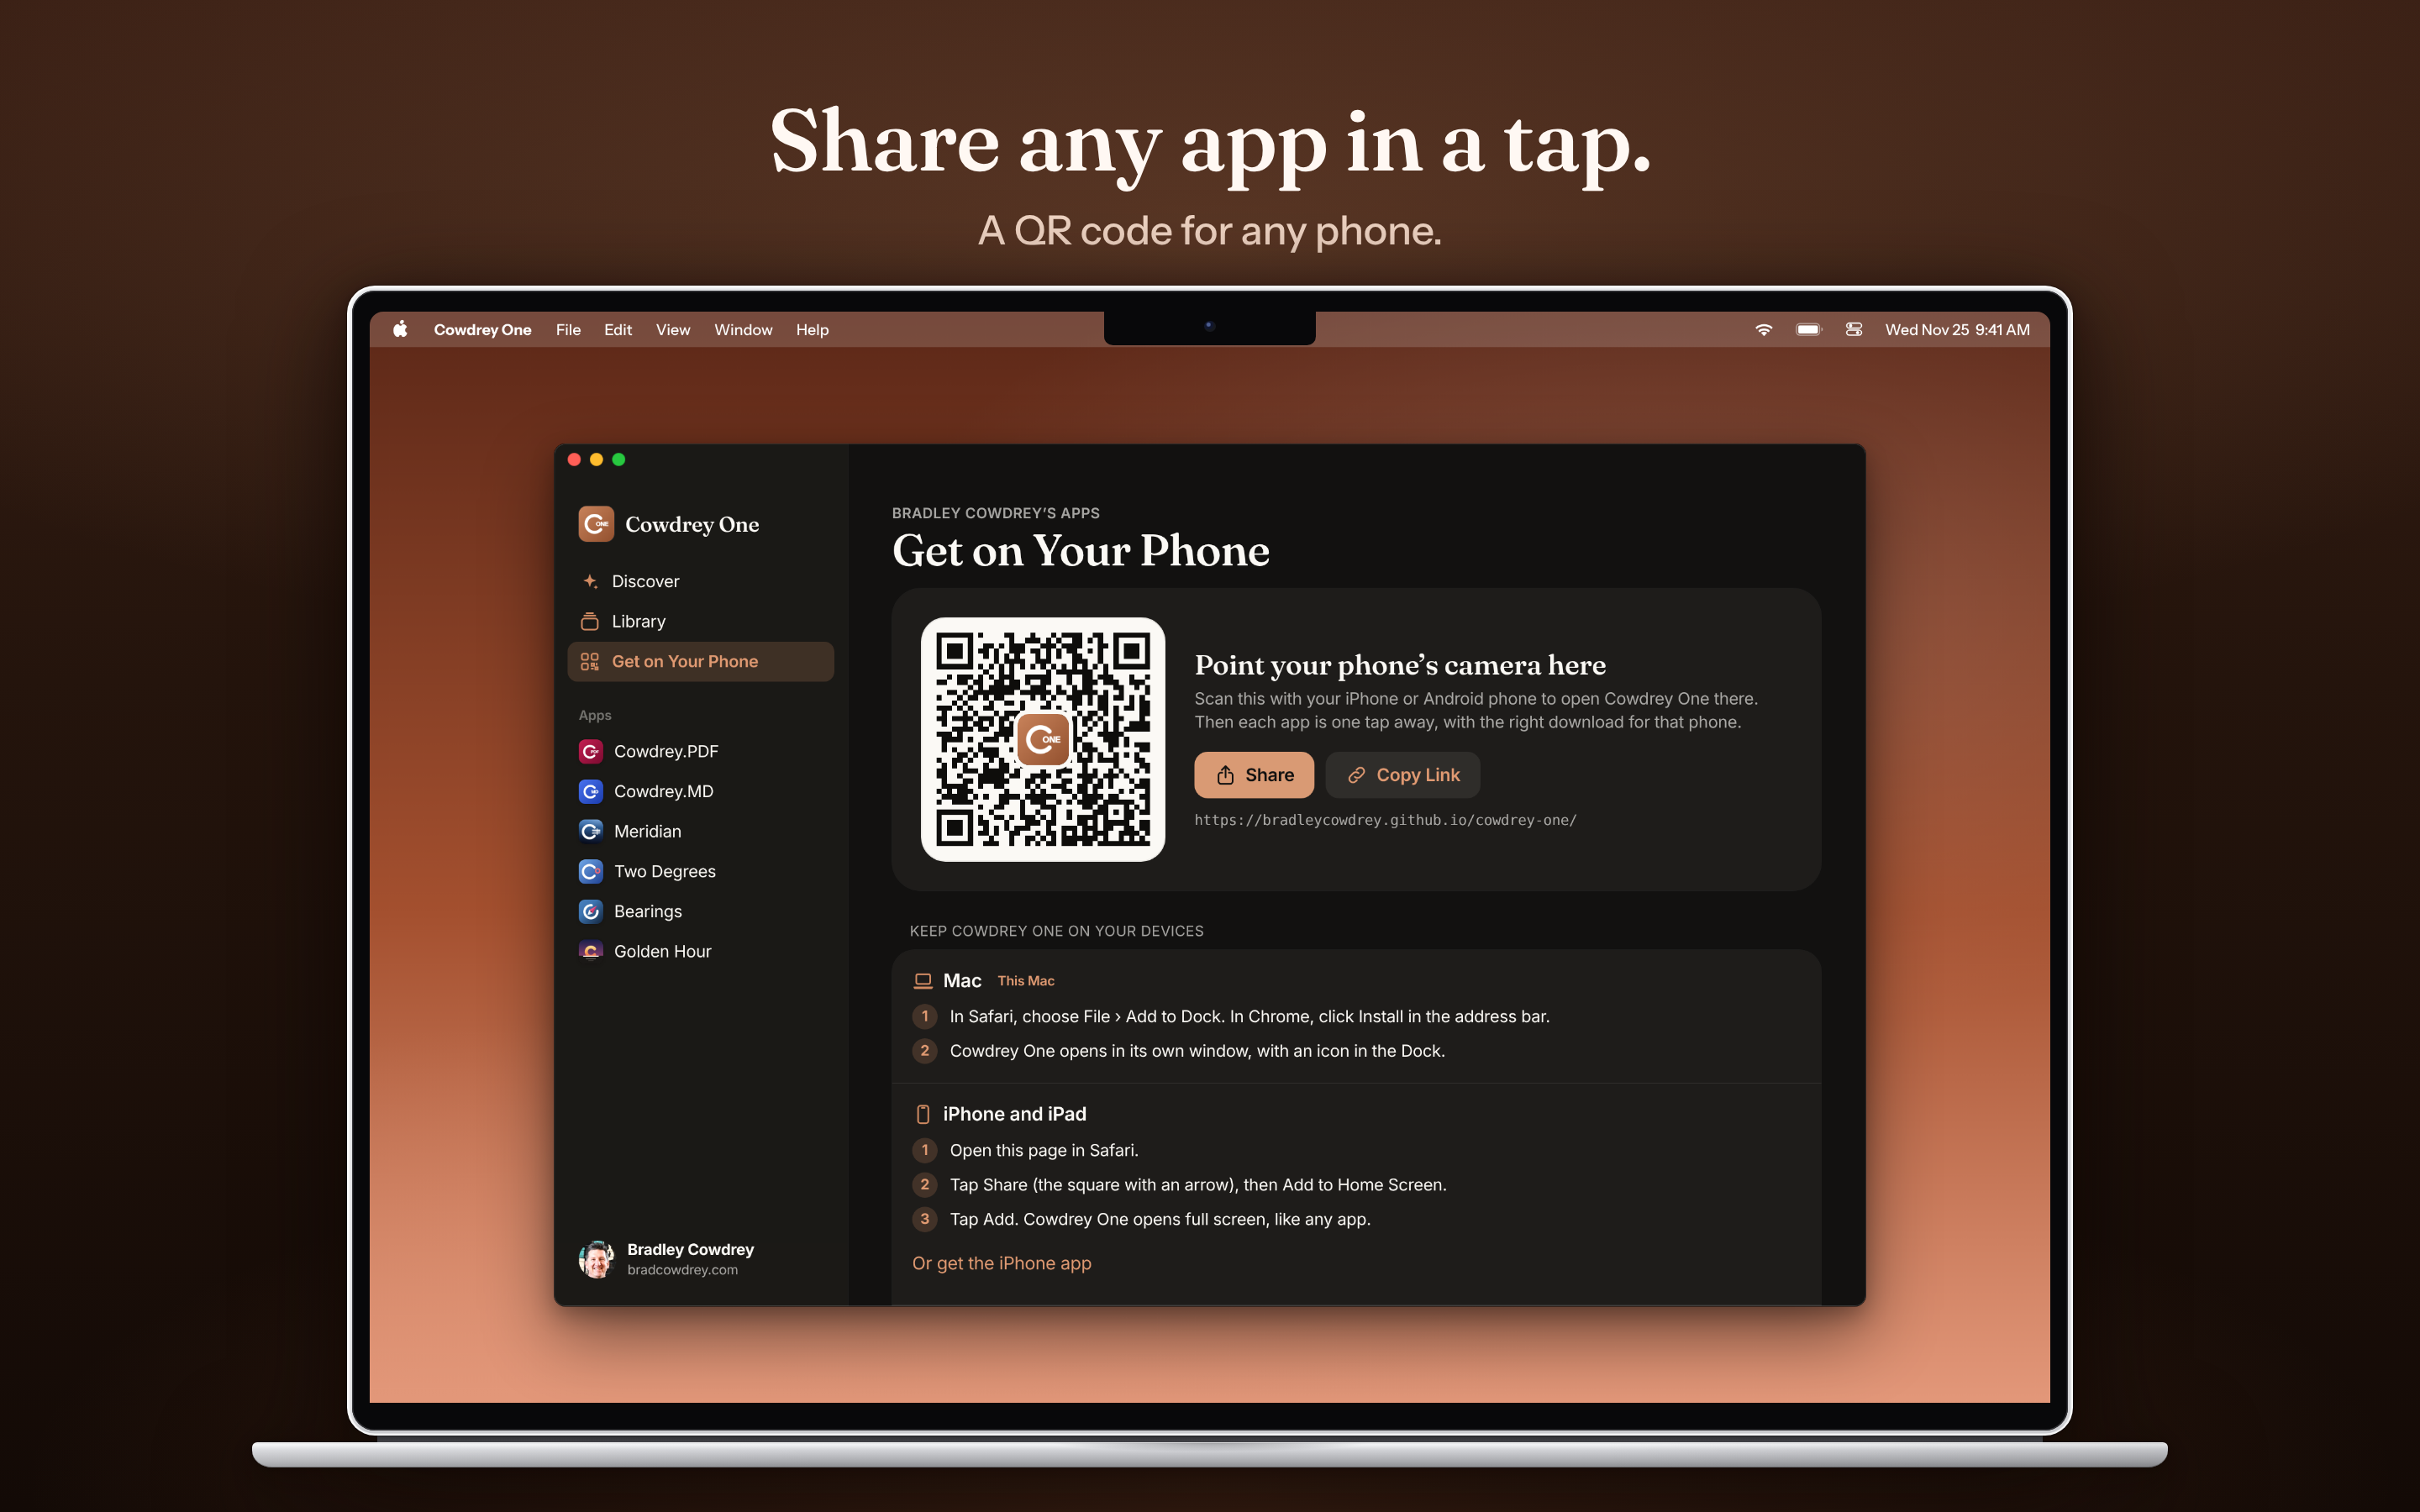 Share any app in a tap.
A QR code for any phone.
Cowdrey One File Edit View Window Help
Wed Nov 25 9:41 AM
C ONE
Cowdrey One
Discover
Library
Get on Your Phone
Apps
Cowdrey.PDF
Cowdrey.MD
Meridian
Two Degrees
Bearings
Golden Hour
Bradley Cowdrey
bradcowdrey.com
BRADLEY COWDREY’S APPS
Get on Your Phone
C ONE
Point your phone’s camera here
Scan this with your iPhone or Android phone to open Cowdrey One there.
Then each app is one tap away, with the right download for that phone.
Share
Copy Link
https://bradleycowdrey.github.io/cowdrey-one/
KEEP COWDREY ONE ON YOUR DEVICES
Mac This Mac
1 In Safari, choose File › Add to Dock. In Chrome, click Install in the address bar.
2 Cowdrey One opens in its own window, with an icon in the Dock.
iPhone and iPad
1 Open this page in Safari.
2 Tap Share (the square with an arrow), then Add to Home Screen.
3 Tap Add. Cowdrey One opens full screen, like any app.
Or get the iPhone app